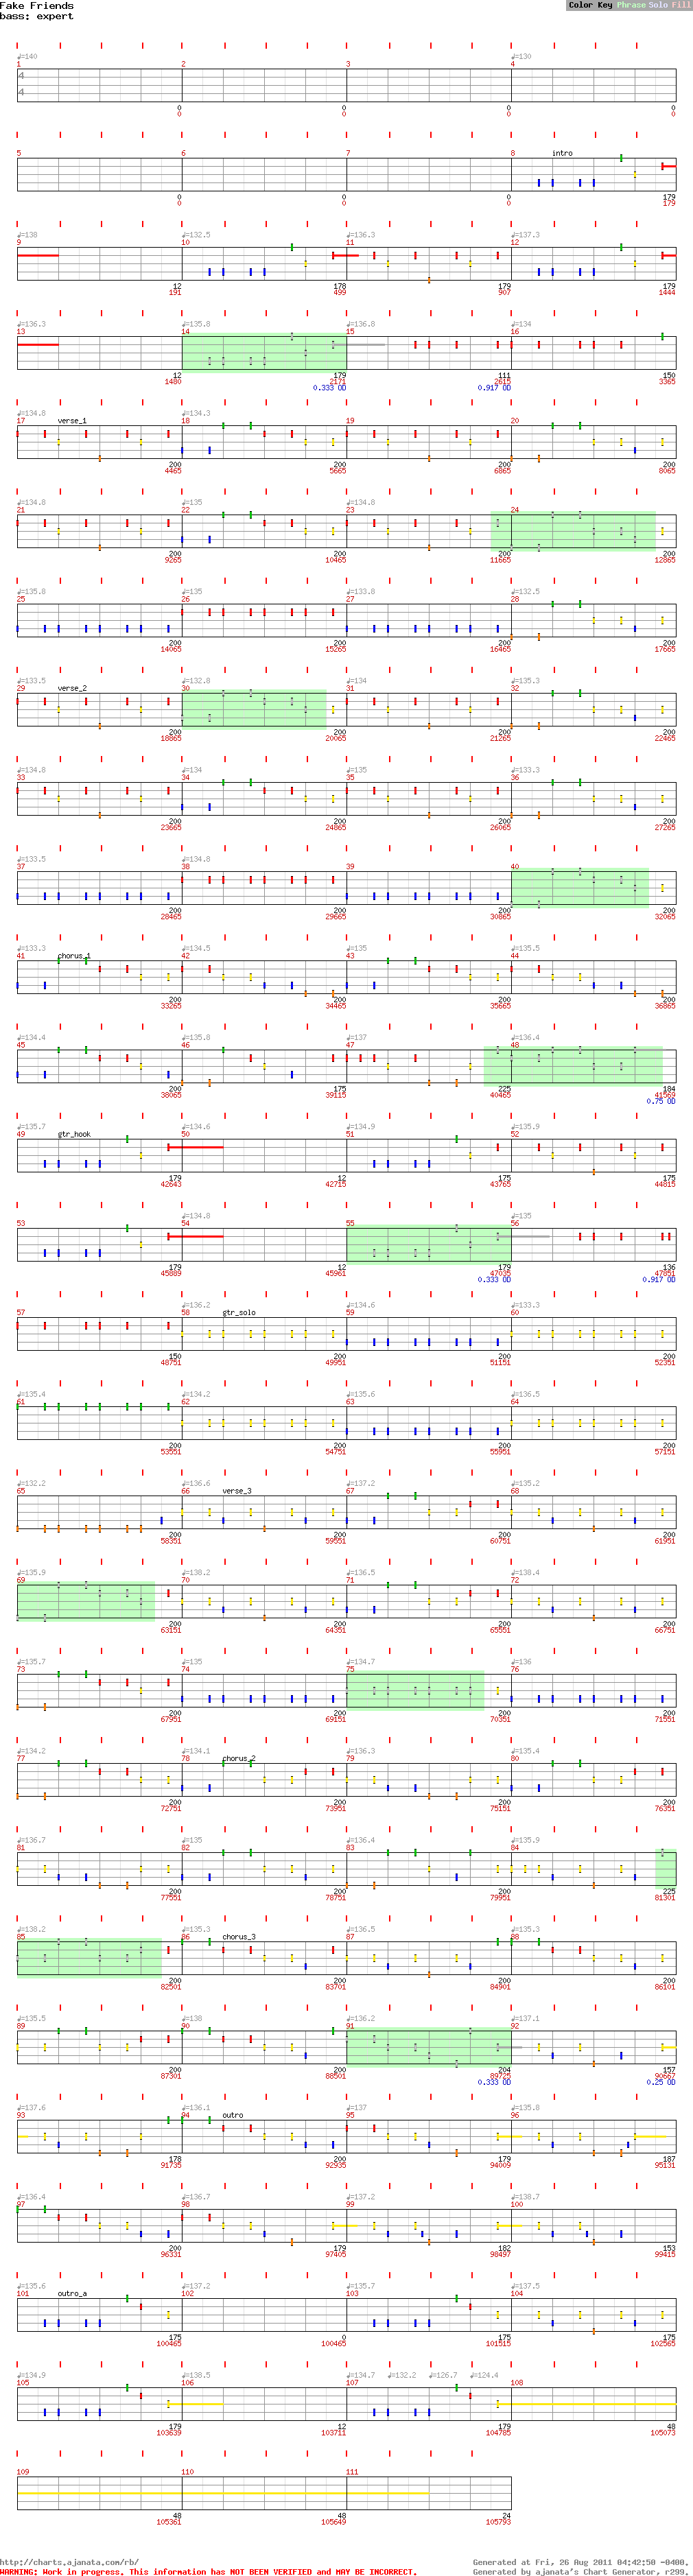 Fake Friends Color Key Phrase Solo Fill
bass: expert
♩=140 ♩=130
1 2 3 4
4
4
0 0 0 0
0 0 0 0
5 6 7 8 intro
0 0 0 179
0 0 0 179
♩=138 ♩=132.5 ♩=136.3 ♩=137.3
9 10 11 12
12 178 179 179
191 499 907 1444
♩=136.3 ♩=135.8 ♩=136.8 ♩=134
13 14 15 16
12 179 111 150
1480 2171 2615 3365
0.333 OD 0.917 OD
♩=134.8 ♩=134.3
17 verse_1 18 19 20
200 200 200 200
4465 5665 6865 8065
♩=134.8 ♩=135 ♩=134.8
21 22 23 24
200 200 200 200
9265 10465 11665 12865
♩=135.8 ♩=135 ♩=133.8 ♩=132.5
25 26 27 28
200 200 200 200
14065 15265 16465 17665
♩=133.5 ♩=132.8 ♩=134 ♩=135.3
29 verse_2 30 31 32
200 200 200 200
18865 20065 21265 22465
♩=134.8 ♩=134 ♩=135 ♩=133.3
33 34 35 36
200 200 200 200
23665 24865 26065 27265
♩=133.5 ♩=134.8
37 38 39 40
200 200 200 200
28465 29665 30865 32065
♩=133.3 ♩=134.5 ♩=135 ♩=135.5
41 chorus_1 42 43 44
200 200 200 200
33265 34465 35665 36865
♩=134.4 ♩=135.8 ♩=137 ♩=136.4
45 46 47 48
200 175 225 184
38065 39115 40465 41569
0.75 OD
♩=135.7 ♩=134.6 ♩=134.9 ♩=135.9
49 gtr_hook 50 51 52
179 12 175 175
42643 42715 43765 44815
♩=134.8 ♩=135
53 54 55 56
179 12 179 136
45889 45961 47035 47851
0.333 OD 0.917 OD
♩=136.2 ♩=134.6 ♩=133.3
57 58 gtr_solo 59 60
150 200 200 200
48751 49951 51151 52351
♩=135.4 ♩=134.2 ♩=135.6 ♩=136.5
61 62 63 64
200 200 200 200
53551 54751 55951 57151
♩=132.2 ♩=136.6 ♩=137.2 ♩=135.2
65 66 verse_3 67 68
200 200 200 200
58351 59551 60751 61951
♩=135.9 ♩=138.2 ♩=136.5 ♩=138.4
69 70 71 72
200 200 200 200
63151 64351 65551 66751
♩=135.7 ♩=135 ♩=134.7 ♩=136
73 74 75 76
200 200 200 200
67951 69151 70351 71551
♩=134.2 ♩=134.1 ♩=136.3 ♩=135.4
77 78 chorus_2 79 80
200 200 200 200
72751 73951 75151 76351
♩=136.7 ♩=135 ♩=136.4 ♩=135.9
81 82 83 84
200 200 200 225
77551 78751 79951 81301
♩=138.2 ♩=135.3 ♩=136.5 ♩=135.3
85 86 chorus_3 87 88
200 200 200 200
82501 83701 84901 86101
♩=135.5 ♩=138 ♩=136.2 ♩=137.1
89 90 91 92
200 200 204 157
87301 88501 89725 90667
0.333 OD 0.25 OD
♩=137.6 ♩=136.1 ♩=137 ♩=135.8
93 94 outro 95 96
178 200 179 187
91735 92935 94009 95131
♩=136.4 ♩=136.7 ♩=137.2 ♩=138.7
97 98 99 100
200 179 182 153
96331 97405 98497 99415
♩=135.6 ♩=137.2 ♩=135.7 ♩=137.5
101 outro_a 102 103 104
175 0 175 175
100465 100465 101515 102565
♩=134.9 ♩=138.5 ♩=134.7 ♩=132.2 ♩=126.7 ♩=124.4
105 106 107 108
179 12 179 48
103639 103711 104785 105073
109 110 111
48 48 24
105361 105649 105793
http://charts.ajanata.com/rb/ Generated at Fri, 26 Aug 2011 04:42:50 -0400.
WARNING: Work in progress. This information has NOT BEEN VERIFIED and MAY BE INCORRECT. Generated by ajanata's Chart Generator, r299.